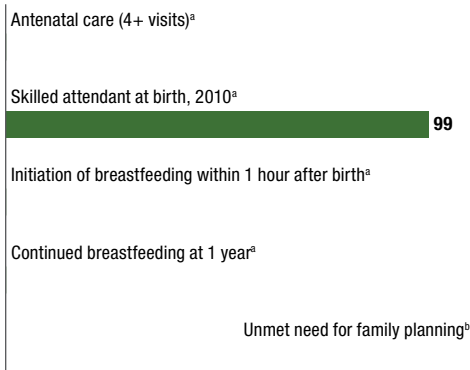 Antenatal care (4+ visits)ᵃ
Skilled attendant at birth, 2010ᵃ
99
Initiation of breastfeeding within 1 hour after birthᵃ
Continued breastfeeding at 1 yearᵃ
Unmet need for family planningᵇ